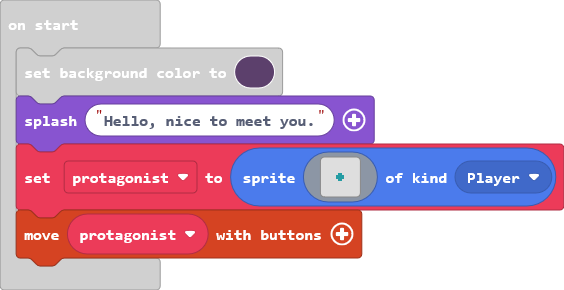 on start
set background color to
splash "Hello, nice to meet you."
set protagonist to sprite of kind Player
move protagonist with buttons